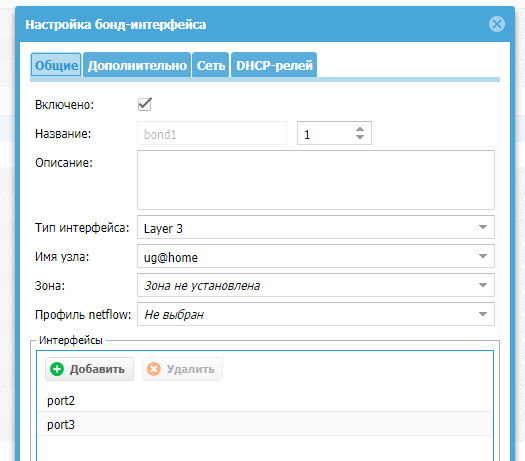 Настройка бонд-интерфейса
Общие Дополнительно Сеть DHCP-релей
Включено:
Название: bond1 1
Описание:
Тип интерфейса: Layer 3
Имя узла: ug@home
Зона: Зона не установлена
Профиль netflow: Не выбран
Интерфейсы
Добавить Удалить
port2
port3